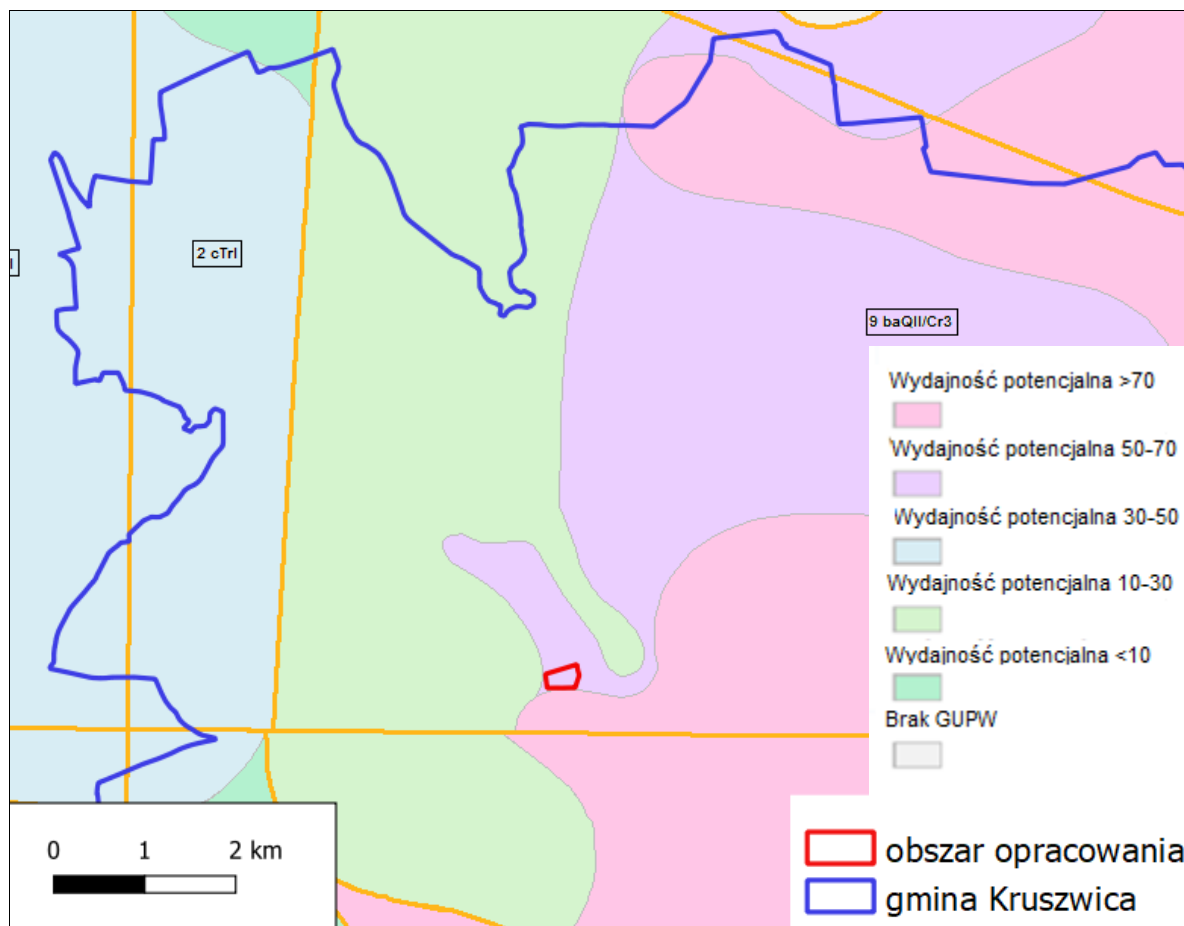 2 cTrI
9 baQII/Cr3
Wydajność potencjalna >70
Wydajność potencjalna 50-70
Wydajność potencjalna 30-50
Wydajność potencjalna 10-30
Wydajność potencjalna <10
Brak GUPW
0 1 2 km
obszar opracowania
gmina Kruszwica